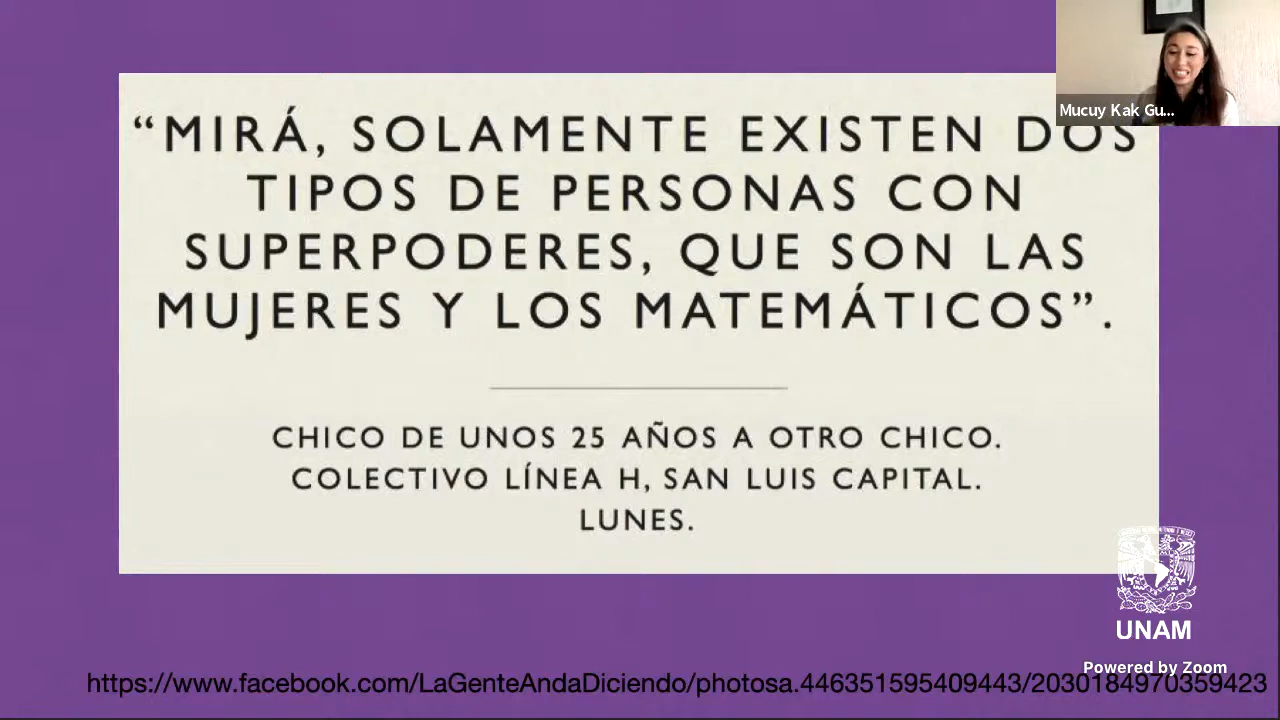 Mucuy Kak Gu...
“MIRÁ, SOLAMENTE EXISTEN DOS
TIPOS DE PERSONAS CON
SUPERPODERES, QUE SON LAS
MUJERES Y LOS MATEMÁTICOS”.
CHICO DE UNOS 25 AÑOS A OTRO CHICO.
COLECTIVO LÍNEA H, SAN LUIS CAPITAL.
LUNES.
UNAM
Powered by Zoom
https://www.facebook.com/LaGenteAndaDiciendo/photosa.446351595409443/2030184970359423